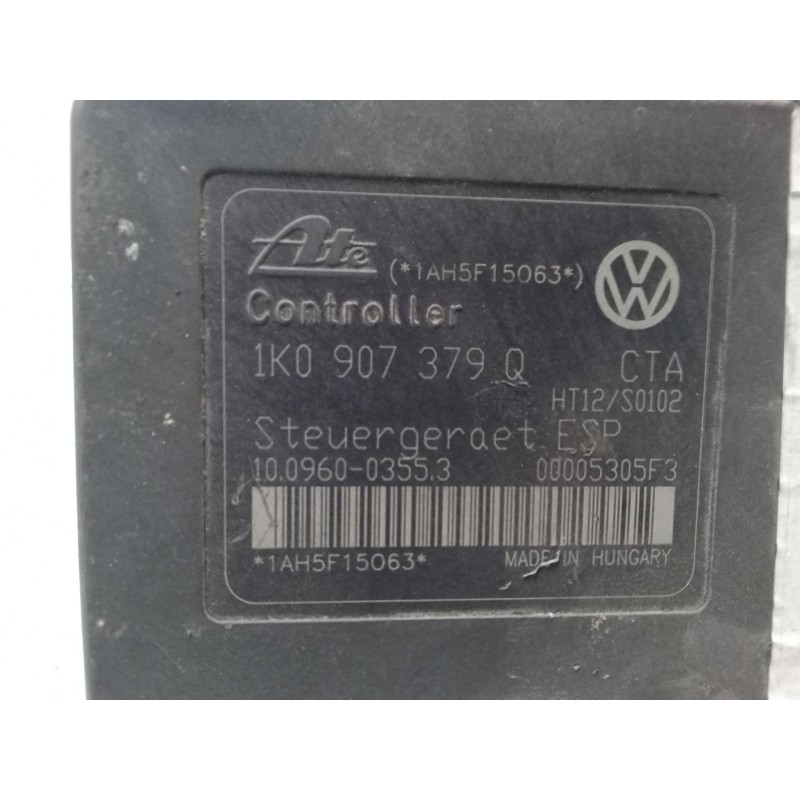 Ate (*1AH5F15063*) VW
Controller
1K0 907 379 Q CTA
HT12/S0102
Steuergeraet ESP
10.0960-0355.3 00005305F3
*1AH5F15063* MADE IN HUNGARY